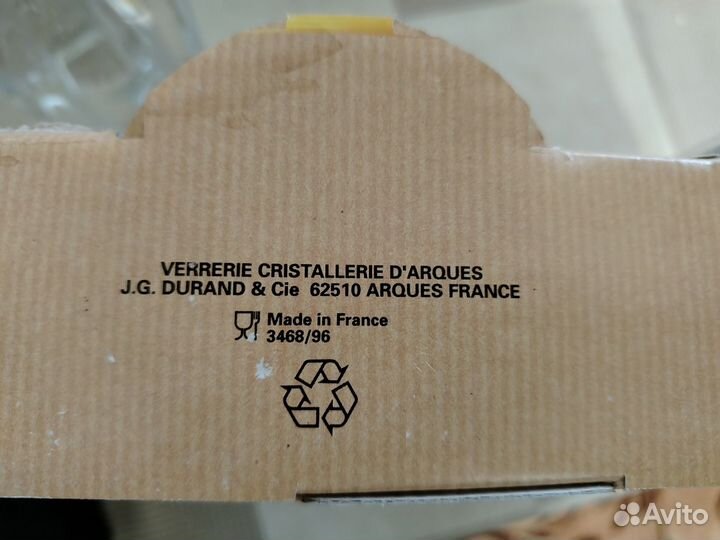 VERRERIE CRISTALLERIE D'ARQUES
J.G. DURAND & Cie 62510 ARQUES FRANCE
Made in France
3468/96
Avito